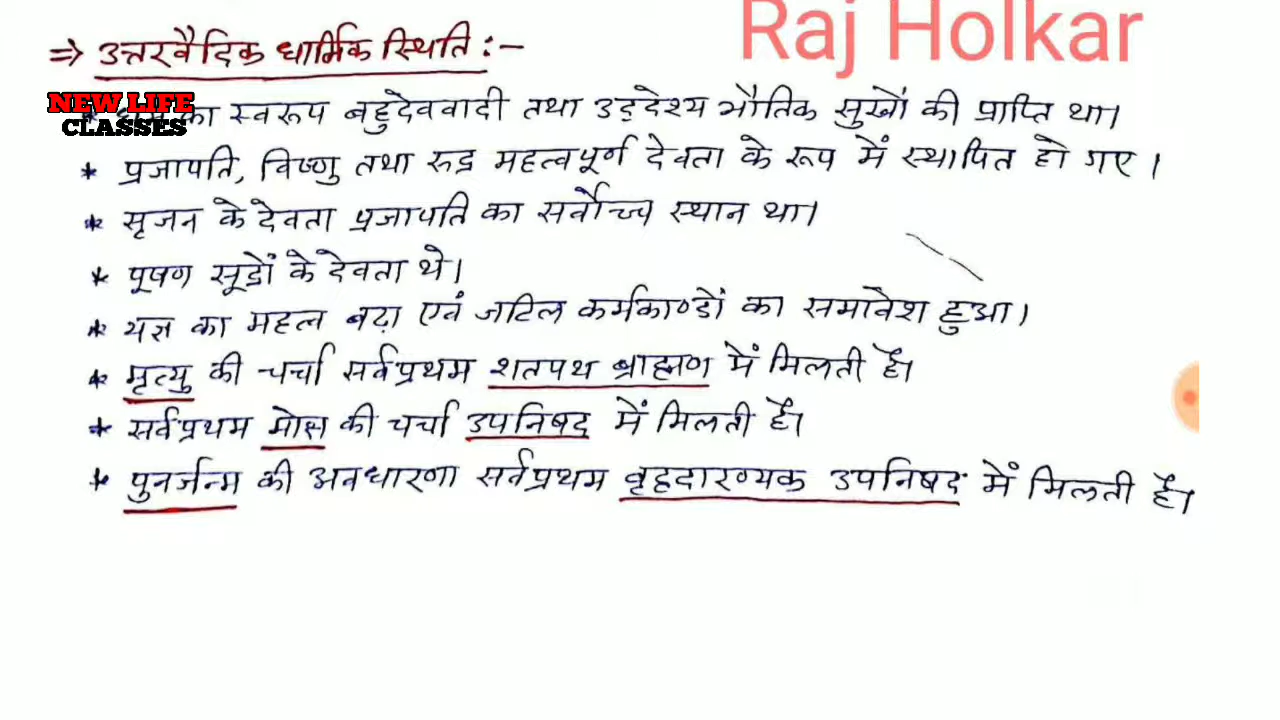 Raj Holkar
⇒ उत्तरवैदिक धार्मिक स्थिति :-
NEW LIFE
CLASSES
का स्वरूप बहुदेववादी तथा उद्देश्य भौतिक सुखों की प्राप्ति था।
* प्रजापति, विष्णु तथा रुद्र महत्वपूर्ण देवता के रूप में स्थापित हो गए।
* सृजन के देवता प्रजापति का सर्वोच्च स्थान था।
* पूषण सूद्रों के देवता थे।
* यज्ञ का महत्व बढ़ा एवं जटिल कर्मकाण्डों का समावेश हुआ।
* मृत्यु की चर्चा सर्वप्रथम शतपथ ब्राह्मण में मिलती है।
* सर्वप्रथम मोक्ष की चर्चा उपनिषद में मिलती है।
* पुनर्जन्म की अवधारणा सर्वप्रथम वृहदारण्यक उपनिषद में मिलती है।